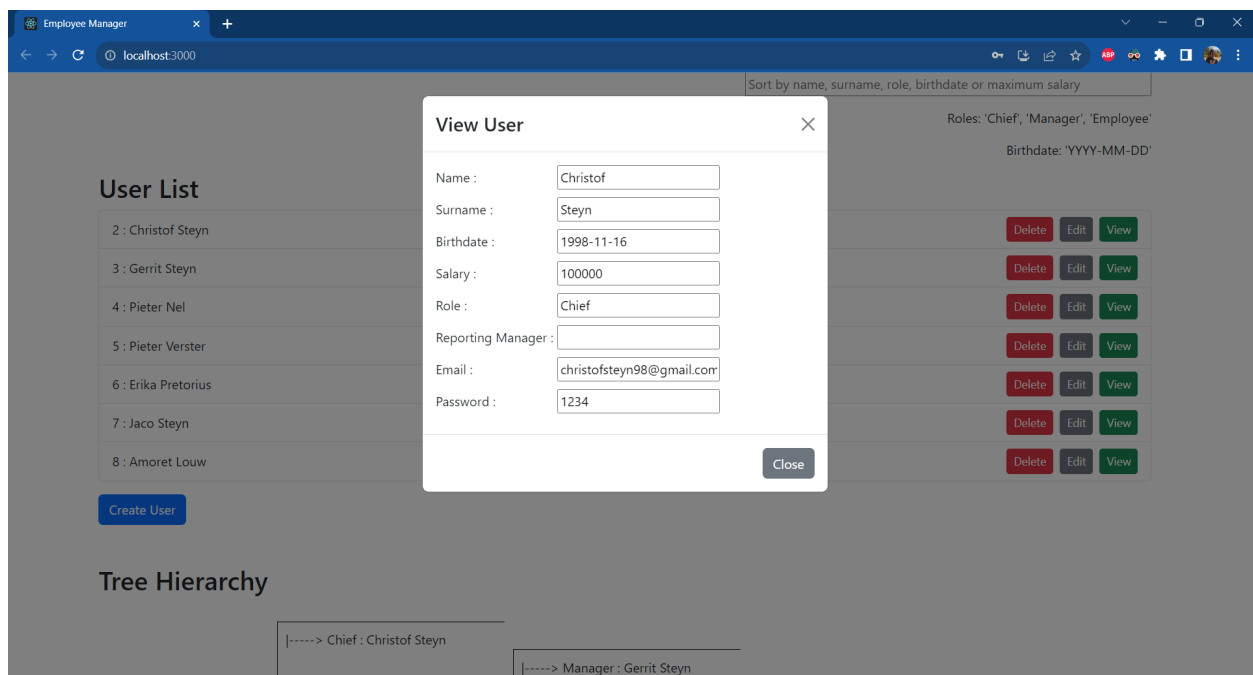 Employee Manager
localhost:3000
ABP
Sort by name, surname, role, birthdate or maximum salary
Roles: 'Chief', 'Manager', 'Employee'
Birthdate: 'YYYY-MM-DD'
View User
Name : Christof
Surname : Steyn
Birthdate : 1998-11-16
Salary : 100000
Role : Chief
Reporting Manager :
Email : christofsteyn98@gmail.com
Password : 1234
Close
User List
2 : Christof Steyn Delete Edit View
3 : Gerrit Steyn Delete Edit View
4 : Pieter Nel Delete Edit View
5 : Pieter Verster Delete Edit View
6 : Erika Pretorius Delete Edit View
7 : Jaco Steyn Delete Edit View
8 : Amoret Louw Delete Edit View
Create User
Tree Hierarchy
|-----> Chief : Christof Steyn
|-----> Manager : Gerrit Steyn